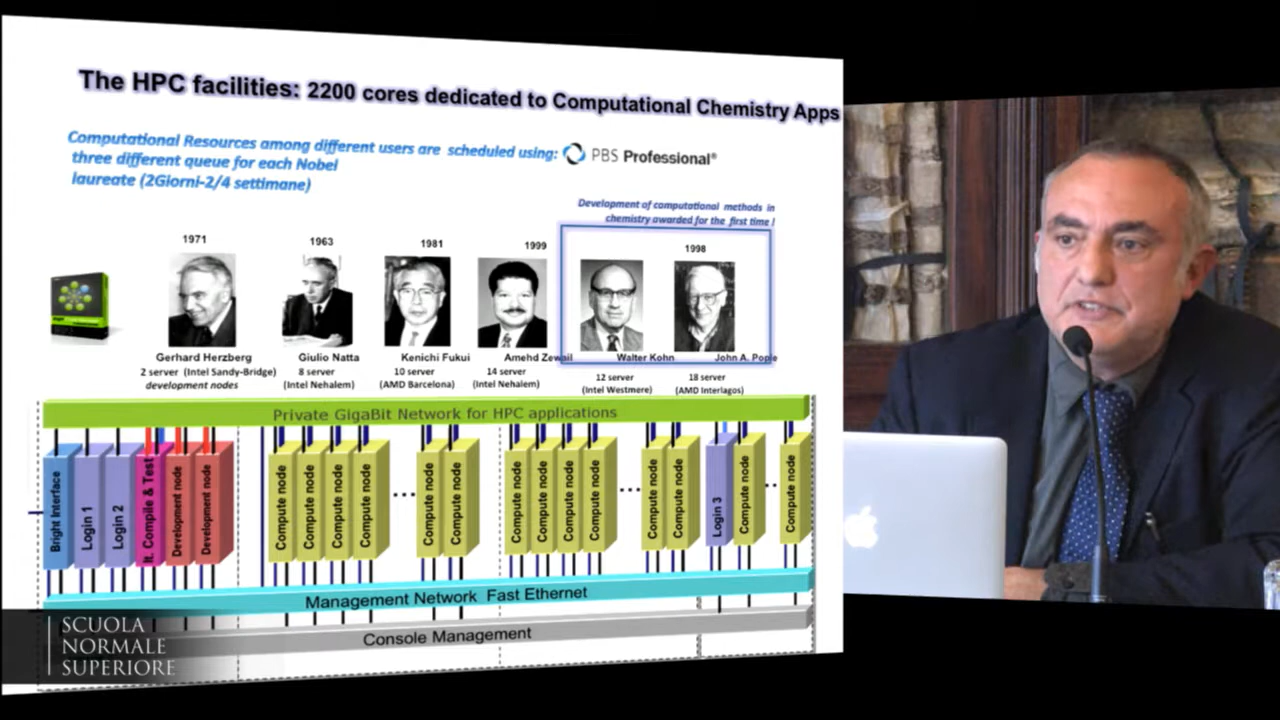 The HPC facilities: 2200 cores dedicated to Computational Chemistry Apps
Computational Resources among different users are scheduled using:
PBS Professional®
three different queue for each Nobel
laureate (2Giorni-2/4 settimane)
Development of computational methods in
chemistry awarded for the first time !
1971
1963
1981
1999
1998
Gerhard Herzberg
Giulio Natta
Kenichi Fukui
Amehd Zewail
Walter Kohn
John A. Pople
2 server (Intel Sandy-Bridge)
development nodes
8 server
(Intel Nehalem)
10 server
(AMD Barcelona)
14 server
(Intel Nehalem)
12 server
(Intel Westmere)
18 server
(AMD Interlagos)
Private GigaBit Network for HPC applications
Bright Interface
Login 1
Login 2
It. Compile & Test
Development node
Development node
Compute node
Compute node
Compute node
Compute node
...
Compute node
Compute node
Compute node
Compute node
Compute node
Compute node
...
Compute node
Compute node
Login 3
Compute node
..
Compute node
Management Network Fast Ethernet
Console Management
SCUOLA
NORMALE
SUPERIORE